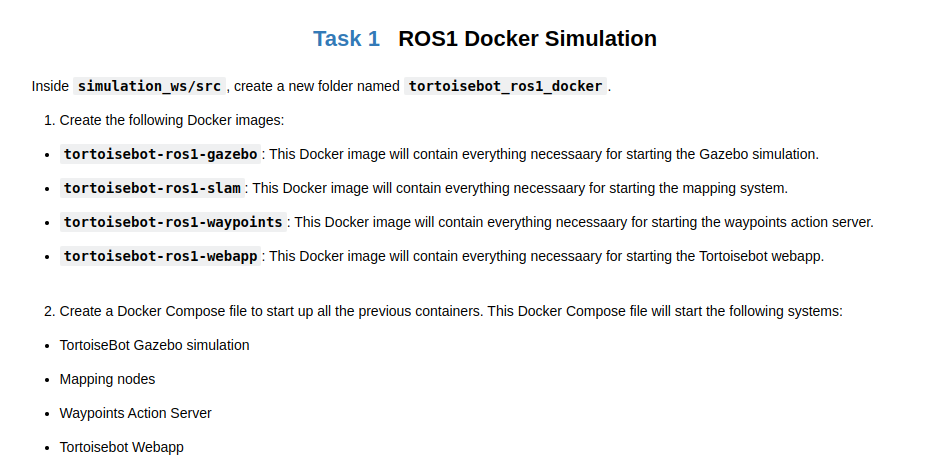 Task 1 ROS1 Docker Simulation
Inside simulation_ws/src, create a new folder named tortoisebot_ros1_docker.
1. Create the following Docker images:
• tortoisebot-ros1-gazebo: This Docker image will contain everything necessaary for starting the Gazebo simulation.
• tortoisebot-ros1-slam: This Docker image will contain everything necessaary for starting the mapping system.
• tortoisebot-ros1-waypoints: This Docker image will contain everything necessaary for starting the waypoints action server.
• tortoisebot-ros1-webapp: This Docker image will contain everything necessaary for starting the Tortoisebot webapp.
2. Create a Docker Compose file to start up all the previous containers. This Docker Compose file will start the following systems:
• TortoiseBot Gazebo simulation
• Mapping nodes
• Waypoints Action Server
• Tortoisebot Webapp